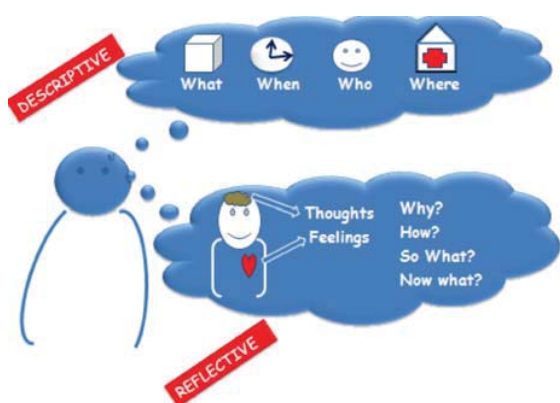 DESCRIPTIVE
What When Who Where
Thoughts
Feelings
Why?
How?
So What?
Now what?
REFLECTIVE